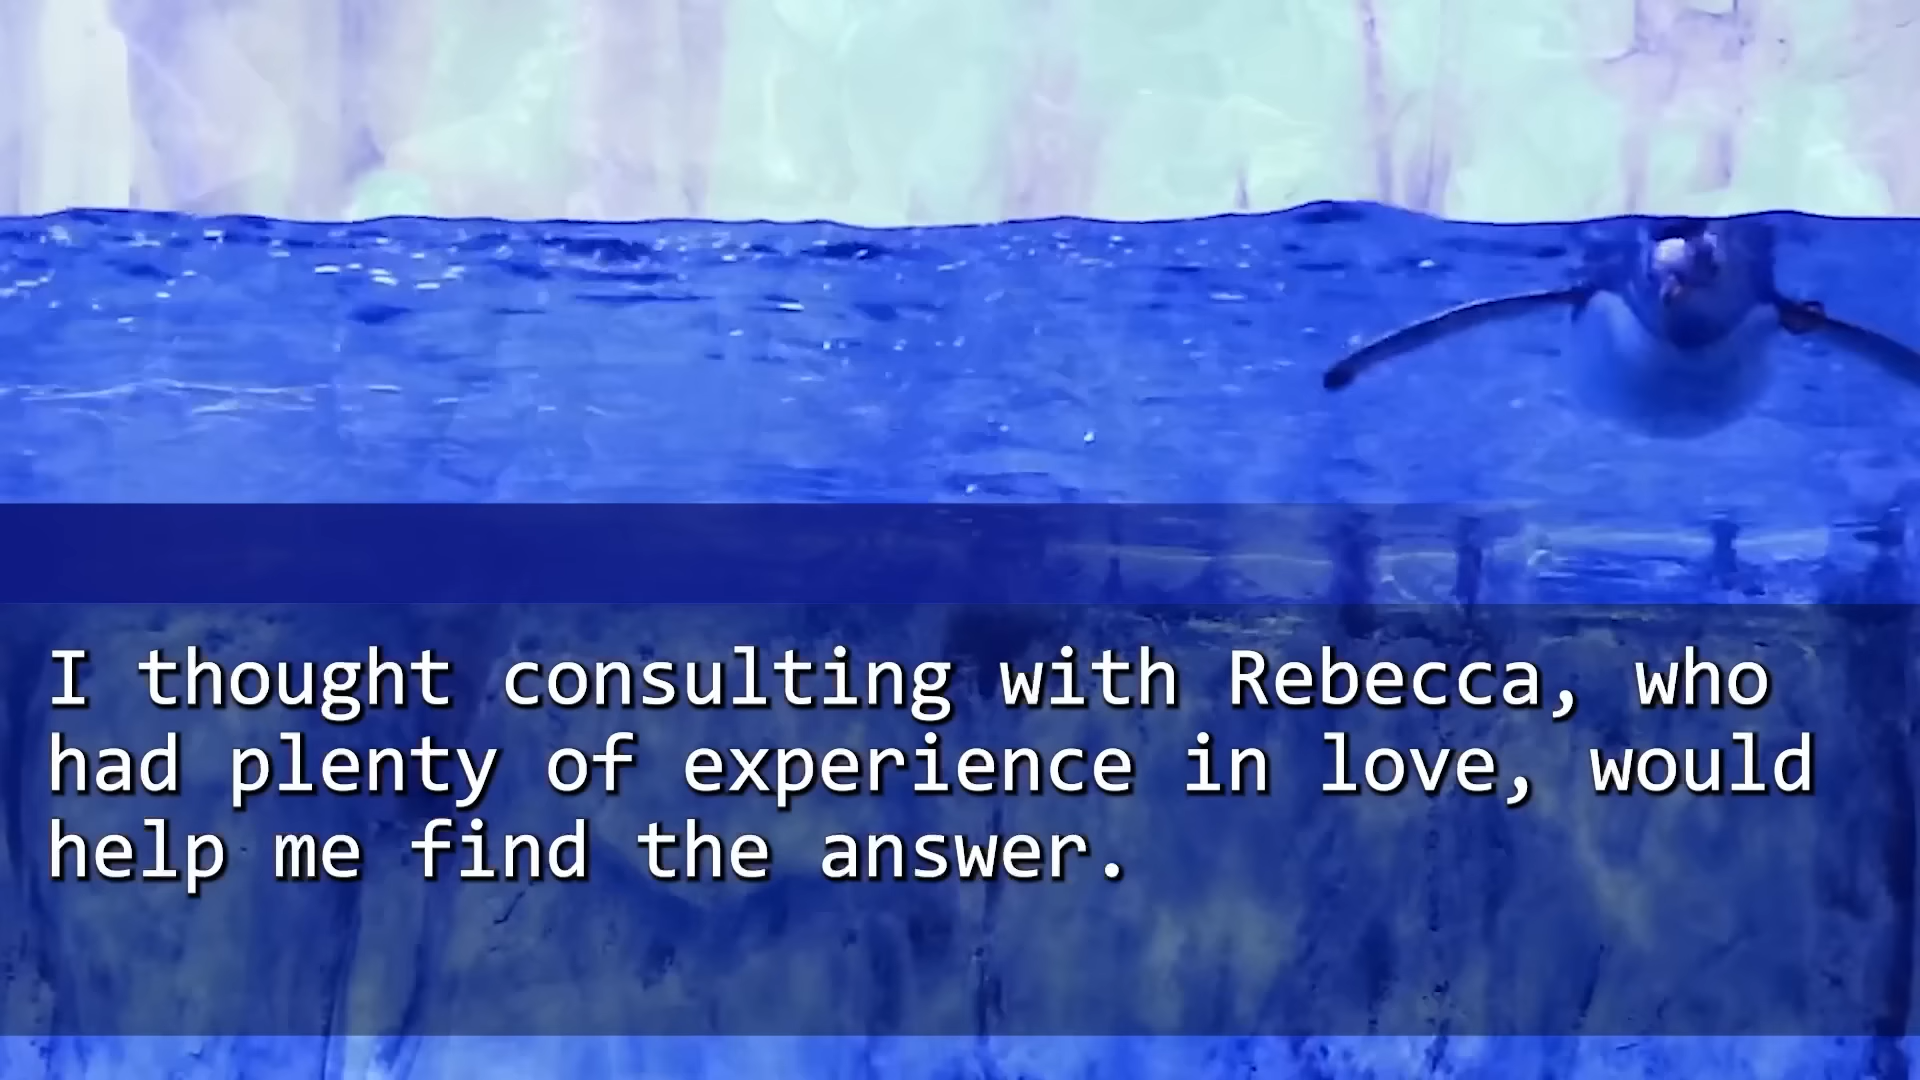 I thought consulting with Rebecca, who
had plenty of experience in love, would
help me find the answer.